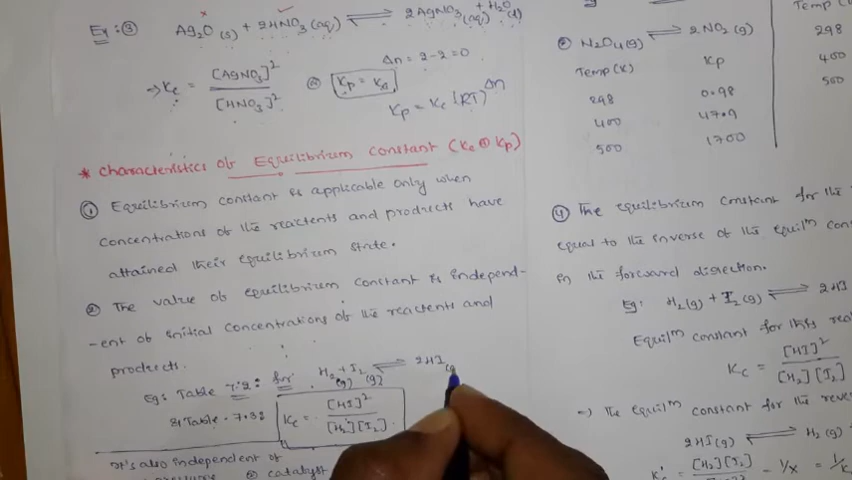 Eg: ③ Ag2O(s) + 2HNO3(aq) ⇌ 2AgNO3(aq) + H2O(l)
Δn = 2-2=0
→ Kc = [AgNO3]^2 / [HNO3]^2
Kp = Kc
Kp = Kc (RT)^Δn
* Characteristics of Equilibrium Constant (Kc Kp)
① Equilibrium constant is applicable only when
concentrations of the reactents and products have
attained their equilibrium state.
② The value of equilibrium constant is independ-
-ent of initial concentrations of the reactents and
products.
Eg: Table 7.2: for H2 + I2 ⇌ 2HI
(g) (g) (g
Table.
Kc = [HI]^2 / [H2][I2]
It's also independent of
catalyst
Temp(K
298
400
500
N2O4(g) ⇌ 2NO2(g)
Temp(K) Kp
298 0.98
400 47.9
500 1700
④ The equilibrium constant for the
equal to the inverse of the equilm con
in the forward direction.
Eg: H2(g) + I2(g) ⇌ 2HI
Equilm constant for this rea
Kc = [HI]^2 / [H2][I2]
⇒ The equilm constant for the reve
2HI(g) ⇌ H2(g) +
Kc' = [H2][I2] - 1/x = 1/K